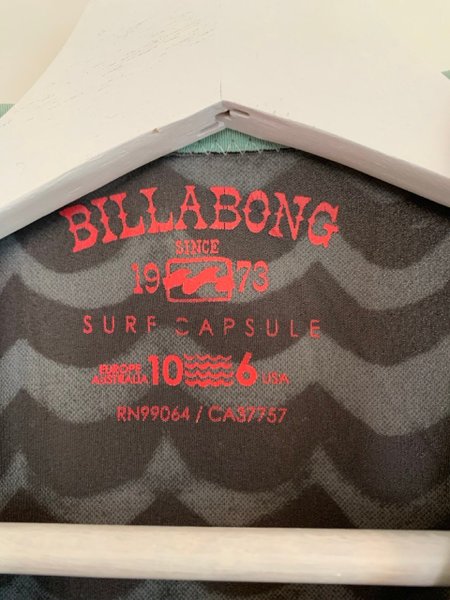 BILLABONG
SINCE
19 73
SURF CAPSULE
EUROPE
AUSTRALIA 10 6 USA
RN99064 / CA37757